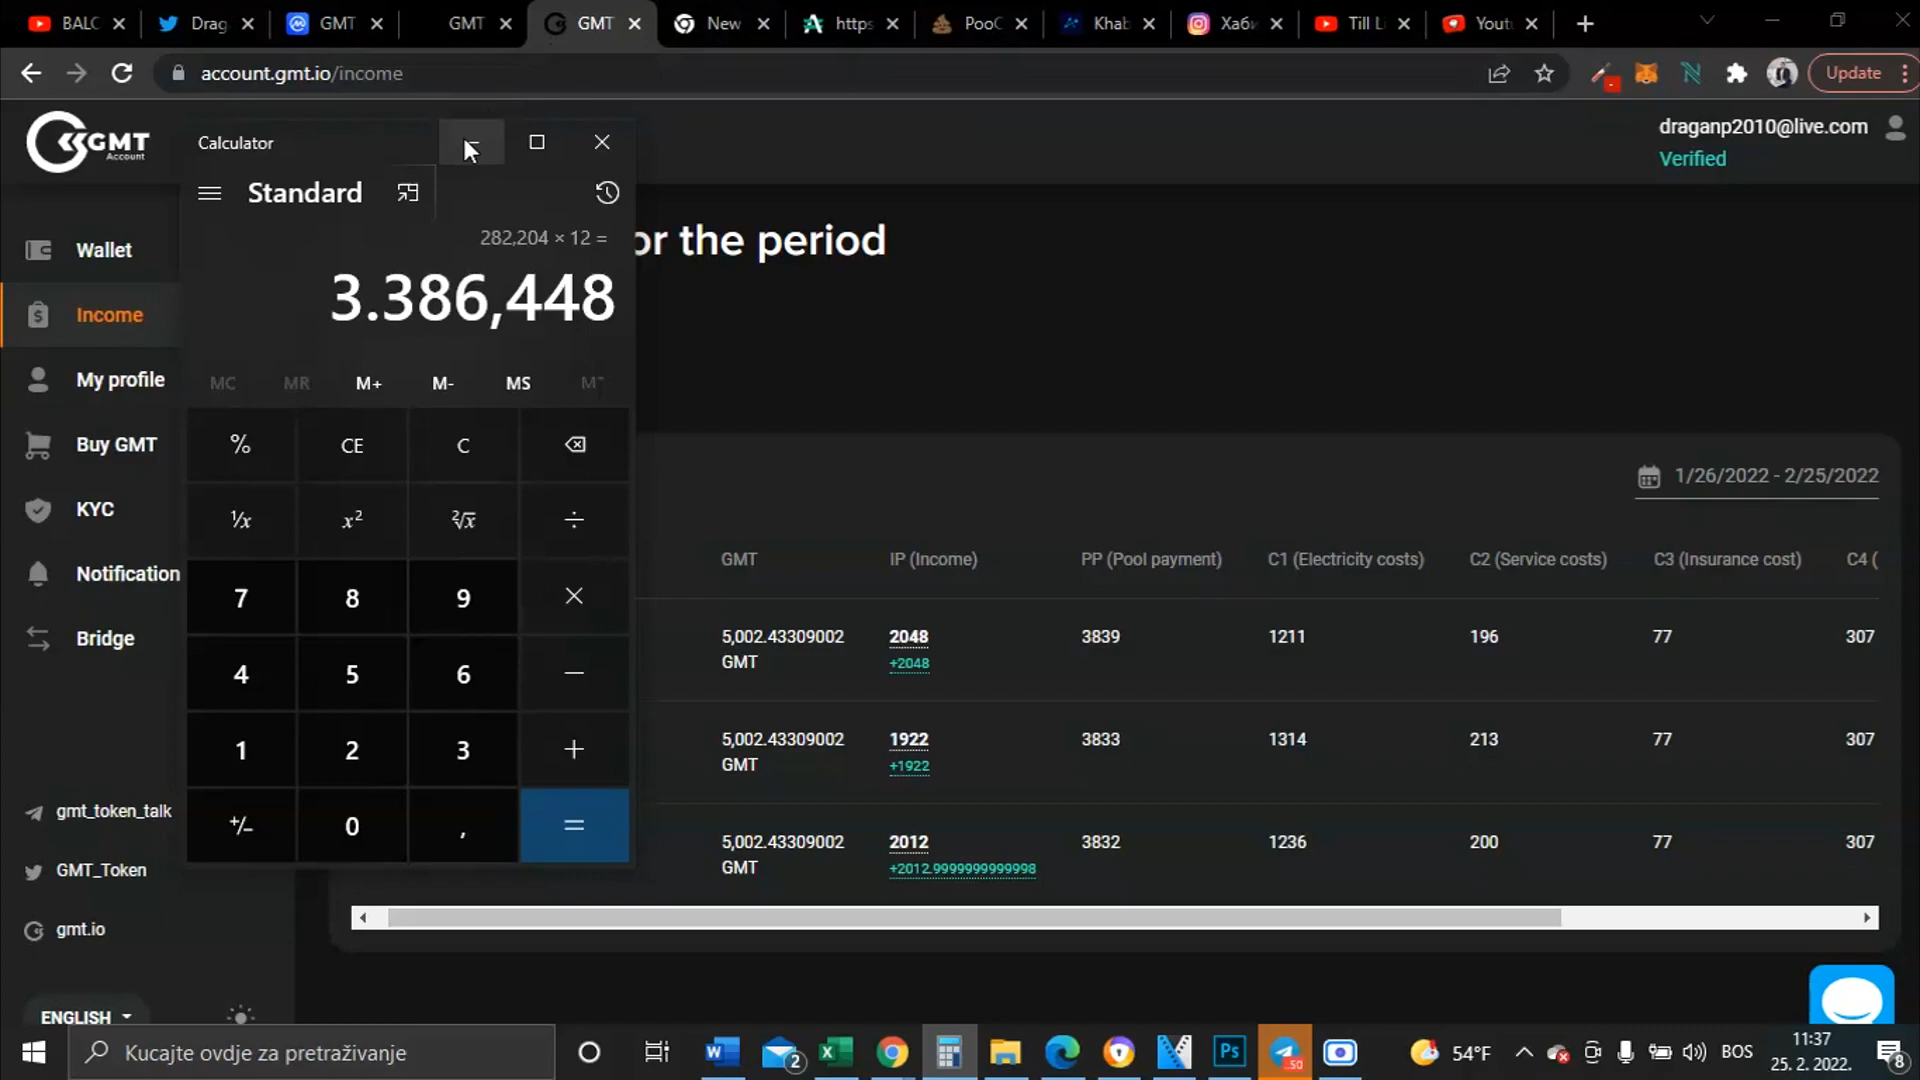 BALC
Drag
GMT
GMT
GMT
New
https
PooC
Khab
Хаби
Till Li
Youtu
account.gmt.io/income
Update
GMT
Account
draganp2010@live.com
Verified
Calculator
Standard
282,204 × 12 =
3.386,448
or the period
Wallet
Income
My profile
Buy GMT
KYC
Notification
Bridge
MC MR M+ M- MS
% CE C
¹/x x² ²√x ÷
7 8 9 ×
4 5 6 −
1 2 3 +
+/− 0 , =
1/26/2022 - 2/25/2022
GMT IP (Income) PP (Pool payment) C1 (Electricity costs) C2 (Service costs) C3 (Insurance cost) C4 (
5,002.43309002 2048 3839 1211 196 77 307
GMT +2048
5,002.43309002 1922 3833 1314 213 77 307
GMT +1922
5,002.43309002 2012 3832 1236 200 77 307
GMT +2012.9999999999998
gmt_token_talk
GMT_Token
gmt.io
ENGLISH
Kucajte ovdje za pretraživanje
2
Ps
54°F
BOS
11:37
25. 2. 2022.
8